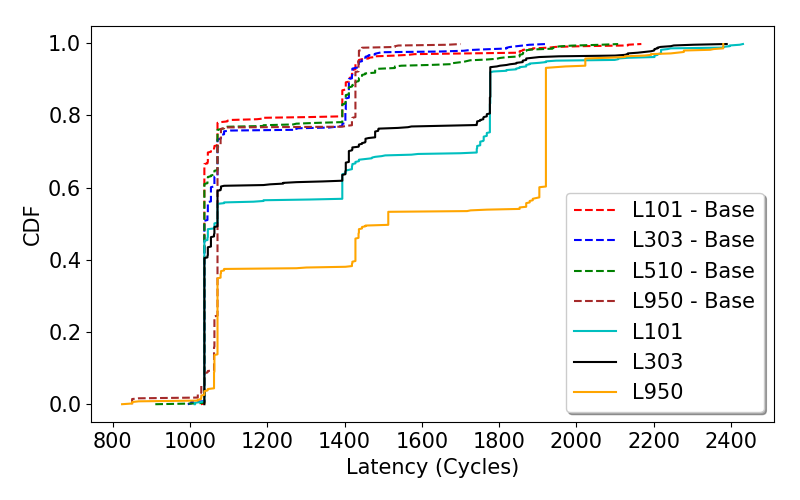 1.0
0.8
0.6
0.4
0.2
0.0
CDF
800 1000 1200 1400 1600 1800 2000 2200 2400
Latency (Cycles)
L101 - Base
L303 - Base
L510 - Base
L950 - Base
L101
L303
L950